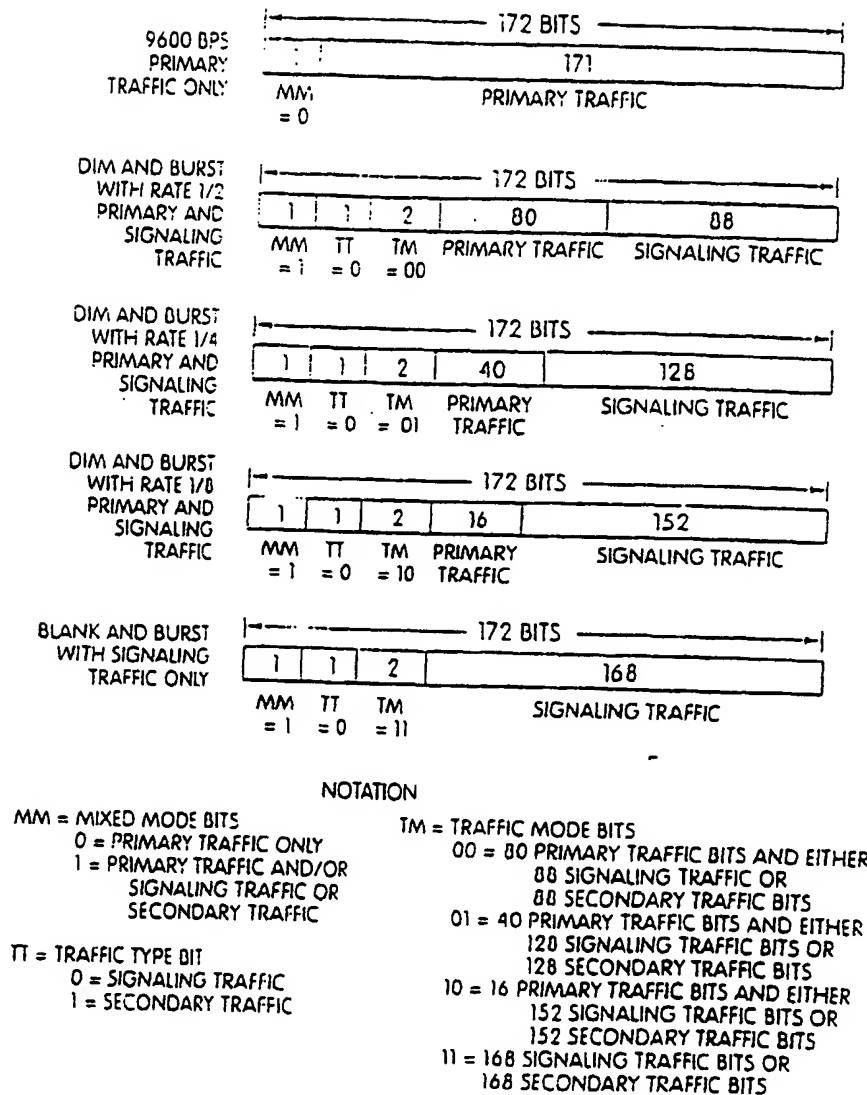 172 BITS
9600 BPS
PRIMARY
TRAFFIC ONLY
171
MM
= 0
PRIMARY TRAFFIC
DIM AND BURST
WITH RATE 1/2
PRIMARY AND
SIGNALING
TRAFFIC
172 BITS
1 1 2 80 88
MM TT TM PRIMARY TRAFFIC SIGNALING TRAFFIC
= 1 = 0 = 00
DIM AND BURST
WITH RATE 1/4
PRIMARY AND
SIGNALING
TRAFFIC
172 BITS
1 1 2 40 128
MM TT TM PRIMARY TRAFFIC SIGNALING TRAFFIC
= 1 = 0 = 01
DIM AND BURST
WITH RATE 1/8
PRIMARY AND
SIGNALING
TRAFFIC
172 BITS
1 1 2 16 152
MM TT TM PRIMARY TRAFFIC SIGNALING TRAFFIC
= 1 = 0 = 10
BLANK AND BURST
WITH SIGNALING
TRAFFIC ONLY
172 BITS
1 1 2 168
MM TT TM SIGNALING TRAFFIC
= 1 = 0 = 11
NOTATION
MM = MIXED MODE BITS
0 = PRIMARY TRAFFIC ONLY
1 = PRIMARY TRAFFIC AND/OR
SIGNALING TRAFFIC OR
SECONDARY TRAFFIC
TT = TRAFFIC TYPE BIT
0 = SIGNALING TRAFFIC
1 = SECONDARY TRAFFIC
TM = TRAFFIC MODE BITS
00 = 80 PRIMARY TRAFFIC BITS AND EITHER
88 SIGNALING TRAFFIC OR
88 SECONDARY TRAFFIC BITS
01 = 40 PRIMARY TRAFFIC BITS AND EITHER
128 SIGNALING TRAFFIC BITS OR
128 SECONDARY TRAFFIC BITS
10 = 16 PRIMARY TRAFFIC BITS AND EITHER
152 SIGNALING TRAFFIC BITS OR
152 SECONDARY TRAFFIC BITS
11 = 168 SIGNALING TRAFFIC BITS OR
168 SECONDARY TRAFFIC BITS